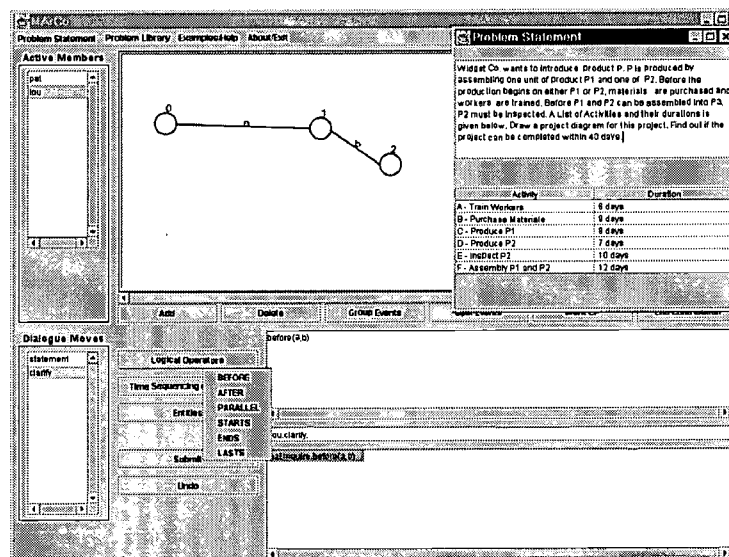 MArCo
Problem Statement Problem Library Examples/Help About/Exit
Active Members
pat
lou
0
1
2
Problem Statement
Widget Co. wants to introduce product P. P is produced by
assembling one unit of product P1 and one of P2. Before the
production begins on either P1 or P2, materials are purchased and
workers are trained. Before P1 and P2 can be assembled into P3,
P2 must be inspected. A List of Activities and their durations is
given below. Draw a project diagram for this project. Find out if the
project can be completed within 40 days.
Activity Duration
A - Train Workers 6 days
B - Purchase Materials 9 days
C - Produce P1 8 days
D - Produce P2 7 days
E - Inspect P2 10 days
F - Assembly P1 and P2 12 days
Add Delete Group Events
Dialogue Moves
statement
clarify
Logical Operators
Time Sequencing
Entities
Submit
Undo
BEFORE
AFTER
PARALLEL
STARTS
ENDS
LASTS
before(a,b)
ou.clarify.